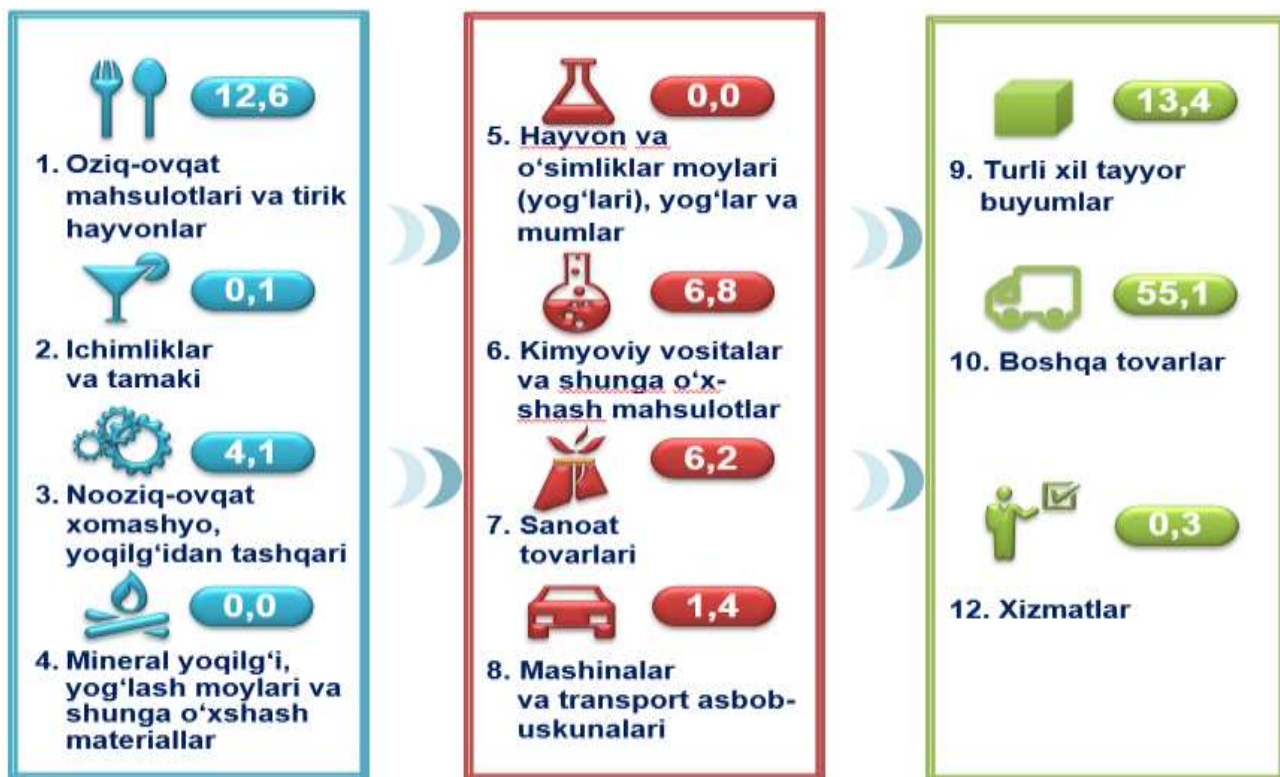 12,6
1. Oziq-ovqat
mahsulotlari va tirik
hayvonlar
0,1
2. Ichimliklar
va tamaki
4,1
3. Nooziq-ovqat
xomashyo,
yoqilg‘idan tashqari
0,0
4. Mineral yoqilg‘i,
yog‘lash moylari va
shunga o‘xshash
materiallar
0,0
5. Hayvon va
o‘simliklar moylari
(yog‘lari), yog‘lar va
mumlar
6,8
6. Kimyoviy vositalar
va shunga o‘x-
shash mahsulotlar
6,2
7. Sanoat
tovarlari
1,4
8. Mashinalar
va transport asbob-
uskunalari
13,4
9. Turli xil tayyor
buyumlar
55,1
10. Boshqa tovarlar
0,3
12. Xizmatlar